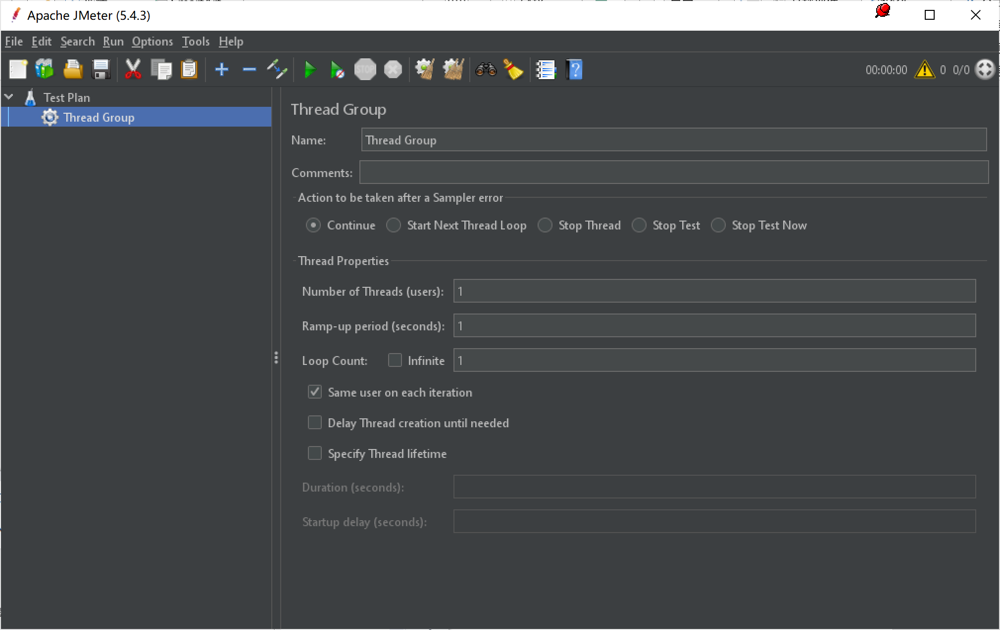 Apache JMeter (5.4.3)
File Edit Search Run Options Tools Help
STOP
00:00:00 0 0/0
Test Plan
Thread Group
Thread Group
Name: Thread Group
Comments:
Action to be taken after a Sampler error
Continue Start Next Thread Loop Stop Thread Stop Test Stop Test Now
Thread Properties
Number of Threads (users): 1
Ramp-up period (seconds): 1
Loop Count: Infinite 1
Same user on each iteration
Delay Thread creation until needed
Specify Thread lifetime
Duration (seconds):
Startup delay (seconds):